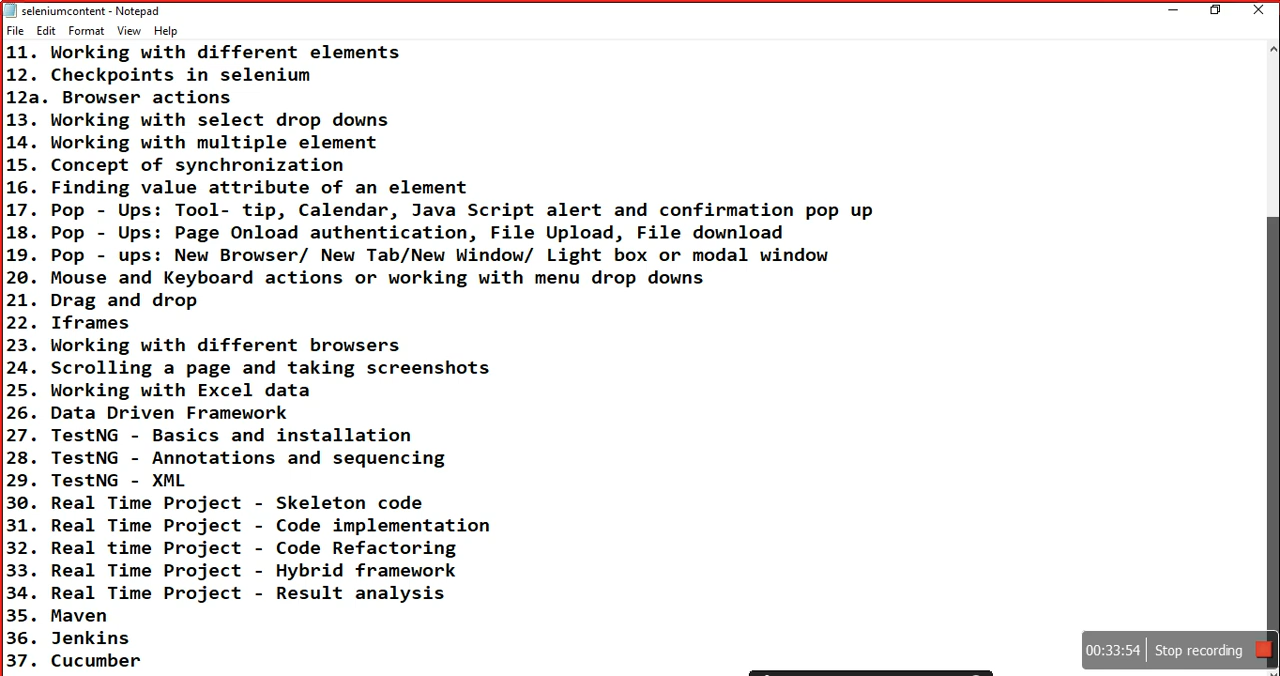 seleniumcontent - Notepad
File Edit Format View Help
11. Working with different elements
12. Checkpoints in selenium
12a. Browser actions
13. Working with select drop downs
14. Working with multiple element
15. Concept of synchronization
16. Finding value attribute of an element
17. Pop - Ups: Tool- tip, Calendar, Java Script alert and confirmation pop up
18. Pop - Ups: Page Onload authentication, File Upload, File download
19. Pop - ups: New Browser/ New Tab/New Window/ Light box or modal window
20. Mouse and Keyboard actions or working with menu drop downs
21. Drag and drop
22. Iframes
23. Working with different browsers
24. Scrolling a page and taking screenshots
25. Working with Excel data
26. Data Driven Framework
27. TestNG - Basics and installation
28. TestNG - Annotations and sequencing
29. TestNG - XML
30. Real Time Project - Skeleton code
31. Real Time Project - Code implementation
32. Real time Project - Code Refactoring
33. Real Time Project - Hybrid framework
34. Real Time Project - Result analysis
35. Maven
36. Jenkins
37. Cucumber
00:33:54 Stop recording